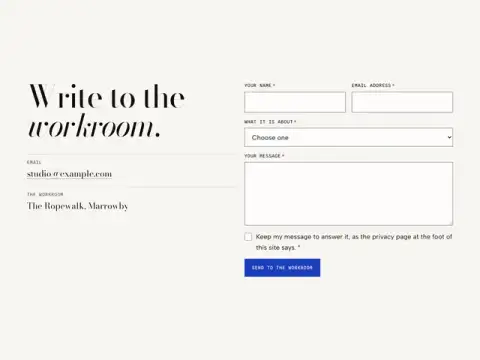 Write to the
workroom.
EMAIL
studio@example.com
THE WORKROOM
The Ropewalk, Marrowby
YOUR NAME *
EMAIL ADDRESS *
WHAT IT IS ABOUT *
Choose one
YOUR MESSAGE *
Keep my message to answer it, as the privacy page at the foot of
this site says. *
SEND TO THE WORKROOM